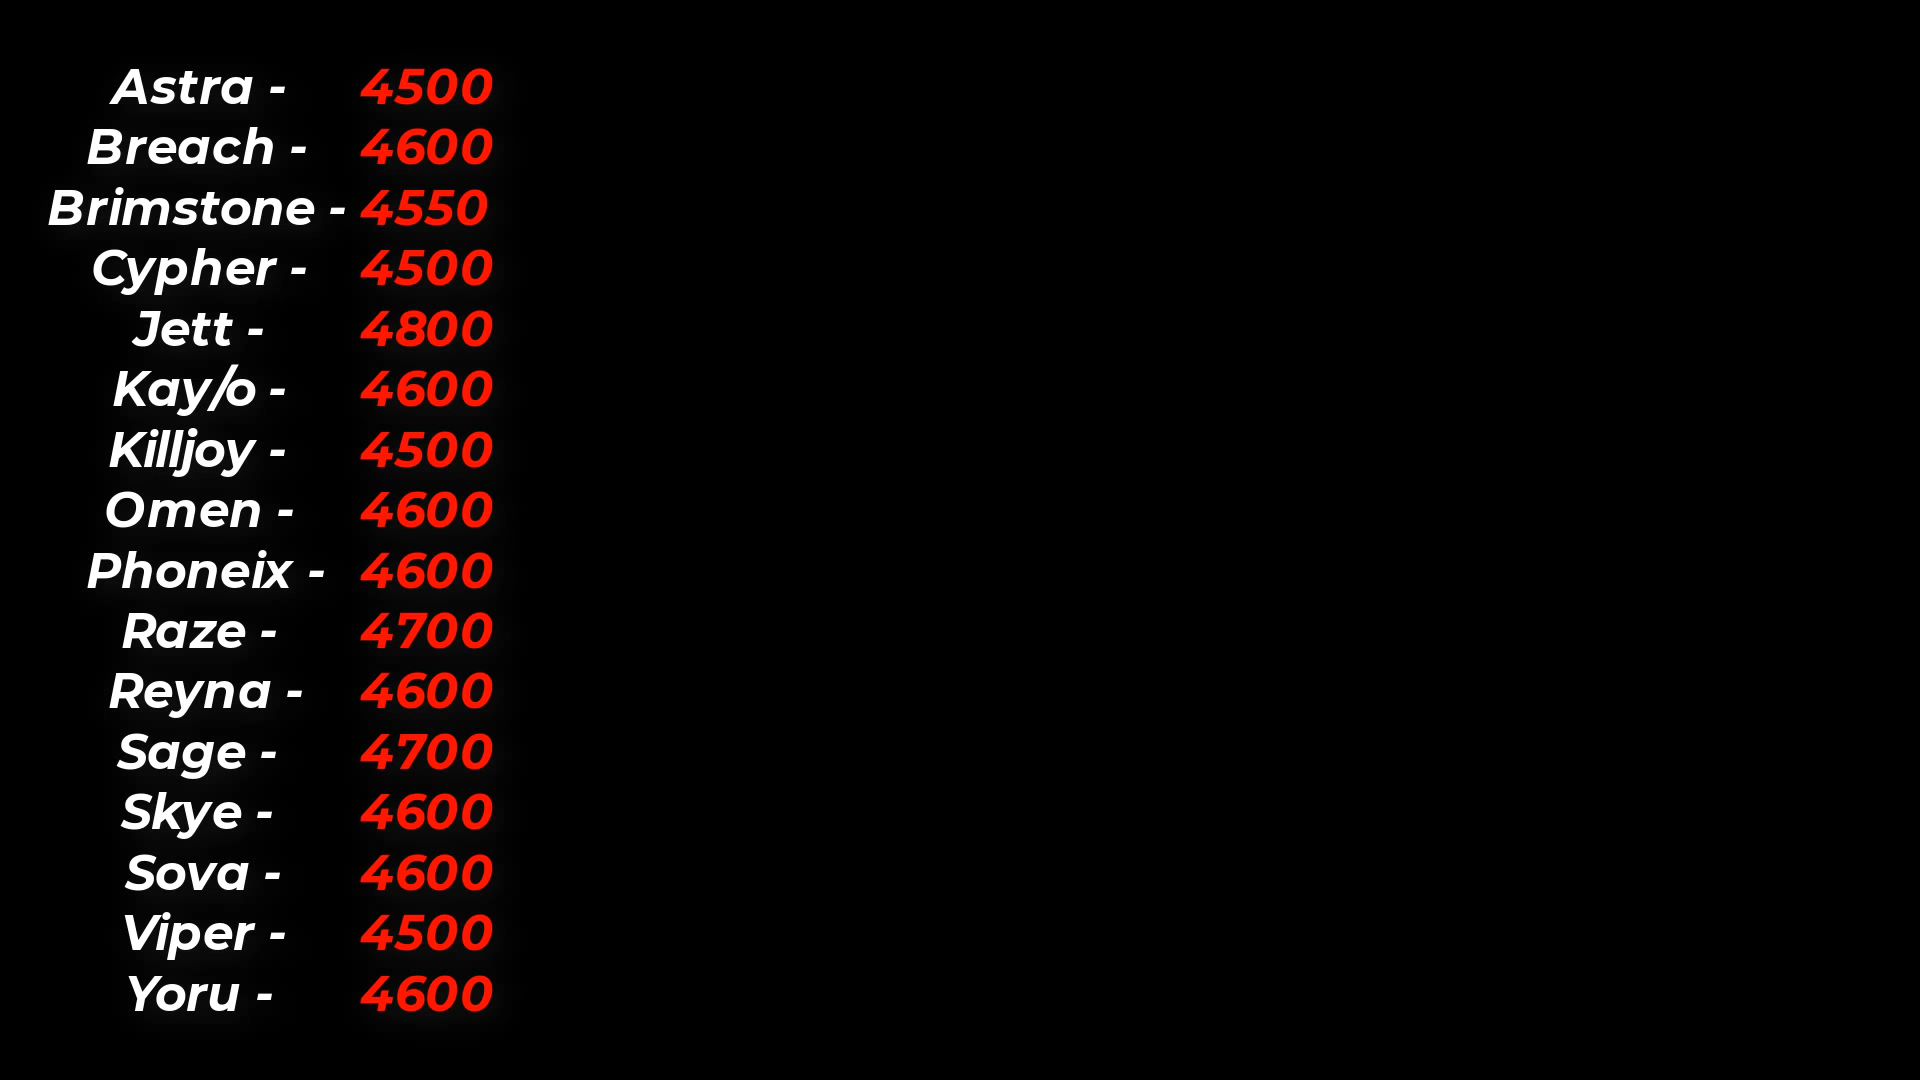 Astra - 4500
Breach - 4600
Brimstone - 4550
Cypher - 4500
Jett - 4800
Kay/o - 4600
Killjoy - 4500
Omen - 4600
Phoneix - 4600
Raze - 4700
Reyna - 4600
Sage - 4700
Skye - 4600
Sova - 4600
Viper - 4500
Yoru - 4600